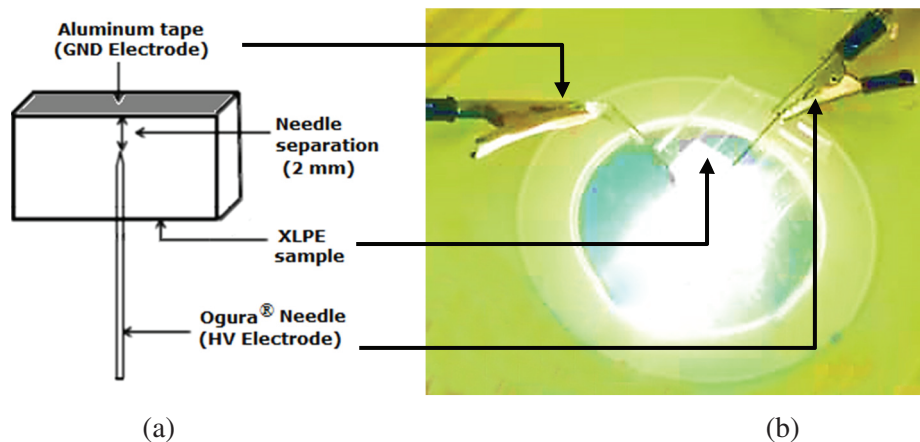 Aluminum tape
(GND Electrode)
Needle
separation
(2 mm)
XLPE
sample
Ogura® Needle
(HV Electrode)
(a)
(b)